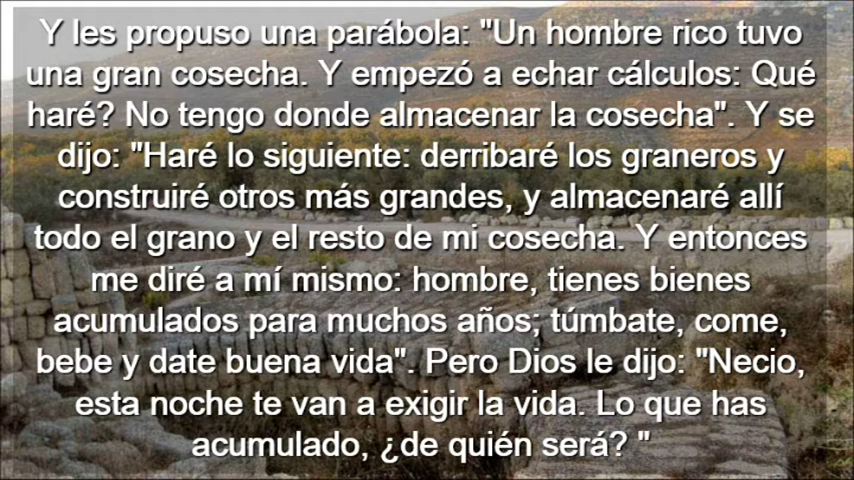 Y les propuso una parábola: "Un hombre rico tuvo
una gran cosecha. Y empezó a echar cálculos: Qué
haré? No tengo donde almacenar la cosecha". Y se
dijo: "Haré lo siguiente: derribaré los graneros y
construiré otros más grandes, y almacenaré allí
todo el grano y el resto de mi cosecha. Y entonces
me diré a mí mismo: hombre, tienes bienes
acumulados para muchos años; túmbate, come,
bebe y date buena vida". Pero Dios le dijo: "Necio,
esta noche te van a exigir la vida. Lo que has
acumulado, ¿de quién será? "